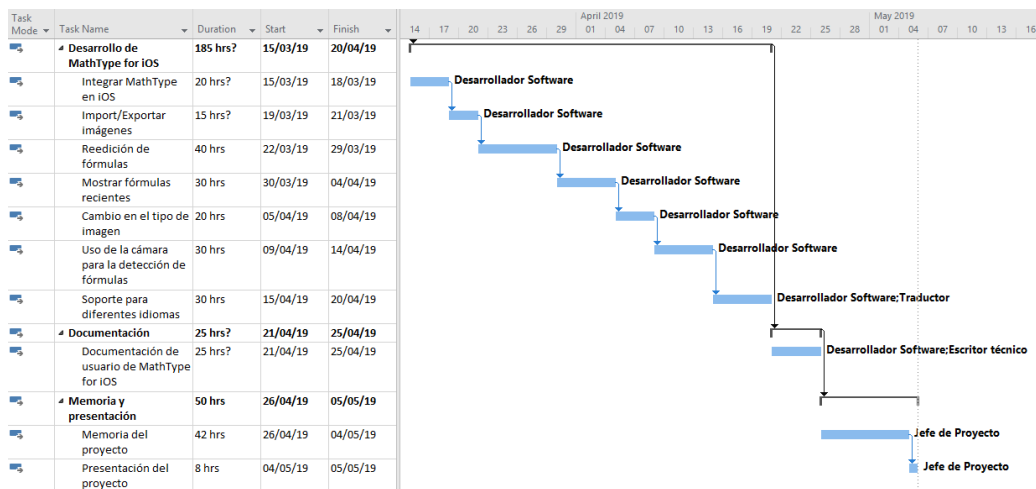 Task
Mode
Task Name
Duration
Start
Finish
April 2019
May 2019
14 17 20 23 26 29 01 04 07 10 13 16 19 22 25 28 01 04 07 10 13 16
Desarrollo de
MathType for iOS
185 hrs?
15/03/19
20/04/19
Integrar MathType
en iOS
20 hrs?
15/03/19
18/03/19
Desarrollador Software
Import/Exportar
imágenes
15 hrs?
19/03/19
21/03/19
Desarrollador Software
Reedición de
fórmulas
40 hrs
22/03/19
29/03/19
Desarrollador Software
Mostrar fórmulas
recientes
30 hrs
30/03/19
04/04/19
Desarrollador Software
Cambio en el tipo de
imagen
20 hrs
05/04/19
08/04/19
Desarrollador Software
Uso de la cámara
para la detección de
fórmulas
30 hrs
09/04/19
14/04/19
Desarrollador Software
Soporte para
diferentes idiomas
30 hrs
15/04/19
20/04/19
Desarrollador Software;Traductor
Documentación
25 hrs?
21/04/19
25/04/19
Documentación de
usuario de MathType
for iOS
25 hrs?
21/04/19
25/04/19
Desarrollador Software;Escritor técnico
Memoria y
presentación
50 hrs
26/04/19
05/05/19
Memoria del
proyecto
42 hrs
26/04/19
04/05/19
Jefe de Proyecto
Presentación del
proyecto
8 hrs
04/05/19
05/05/19
Jefe de Proyecto